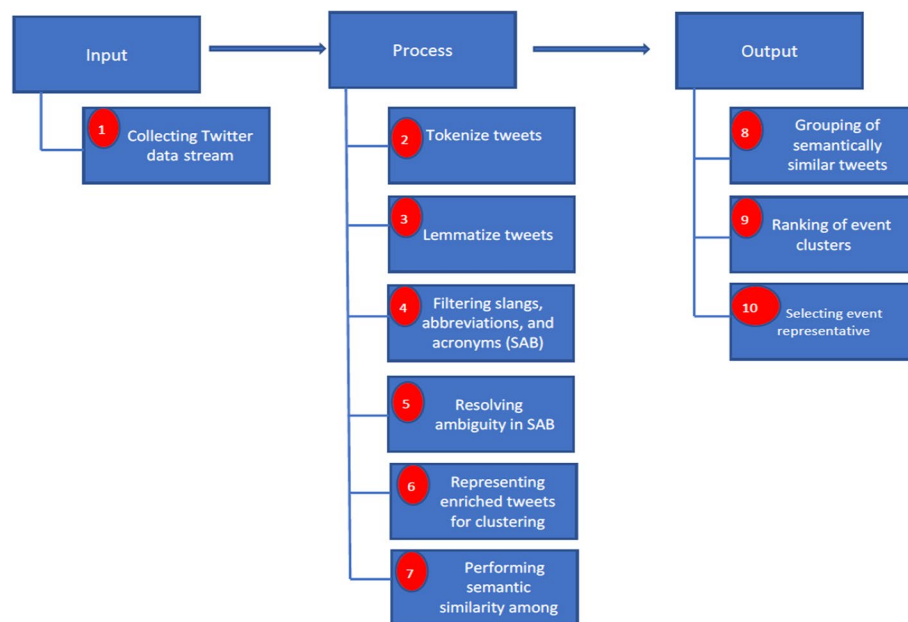 Input
Process
Output
1
Collecting Twitter
data stream
2
Tokenize tweets
3
Lemmatize tweets
4
Filtering slangs,
abbreviations, and
acronyms (SAB)
5
Resolving
ambiguity in SAB
6
Representing
enriched tweets
for clustering
7
Performing
semantic
similarity among
8
Grouping of
semantically
similar tweets
9
Ranking of event
clusters
10
Selecting event
representative